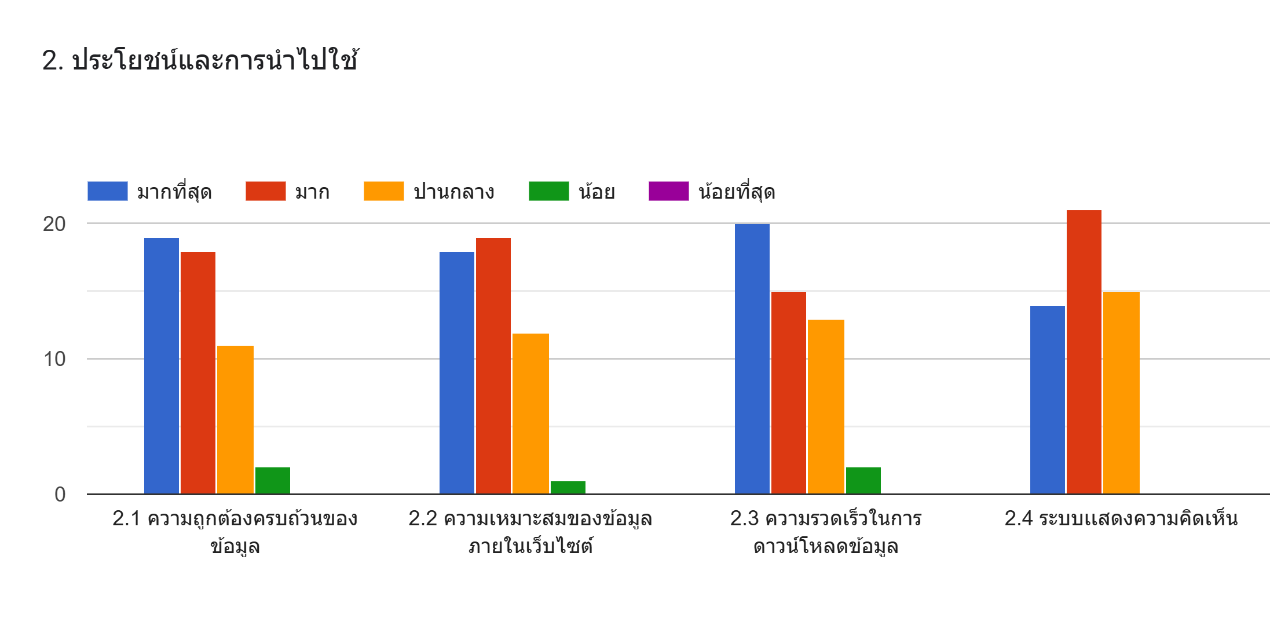 2. ประโยชน์และการนำไปใช้
มากที่สุด มาก ปานกลาง น้อย น้อยที่สุด
20
10
0
2.1 ความถูกต้องครบถ้วนของ
ข้อมูล
2.2 ความเหมาะสมของข้อมูล
ภายในเว็บไซต์
2.3 ความรวดเร็วในการ
ดาวน์โหลดข้อมูล
2.4 ระบบแสดงความคิดเห็น